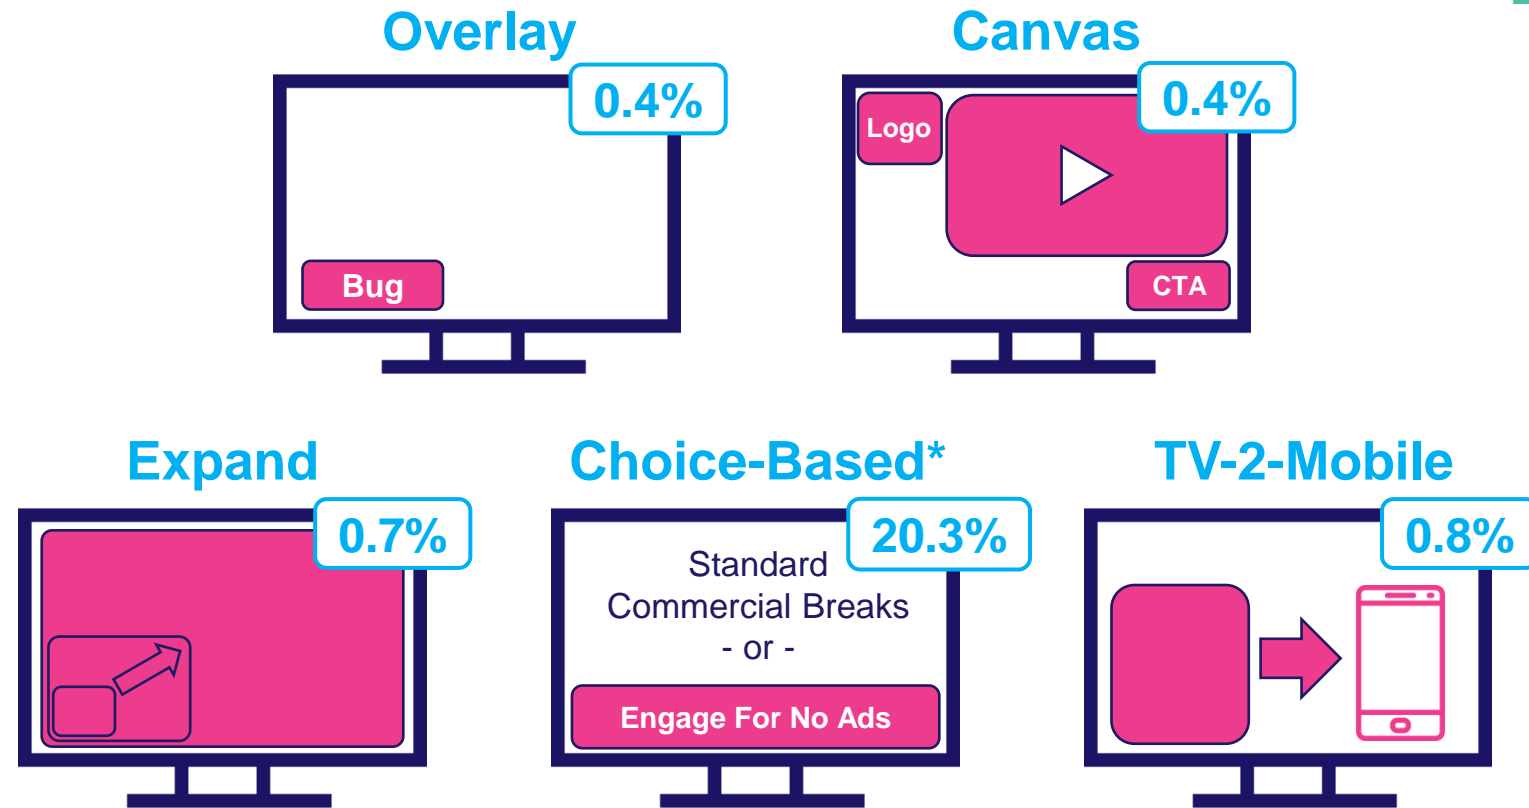 Overlay
0.4%
Bug
Canvas
0.4%
Logo
CTA
Expand
0.7%
Choice-Based*
20.3%
Standard
Commercial Breaks
- or -
Engage For No Ads
TV-2-Mobile
0.8%